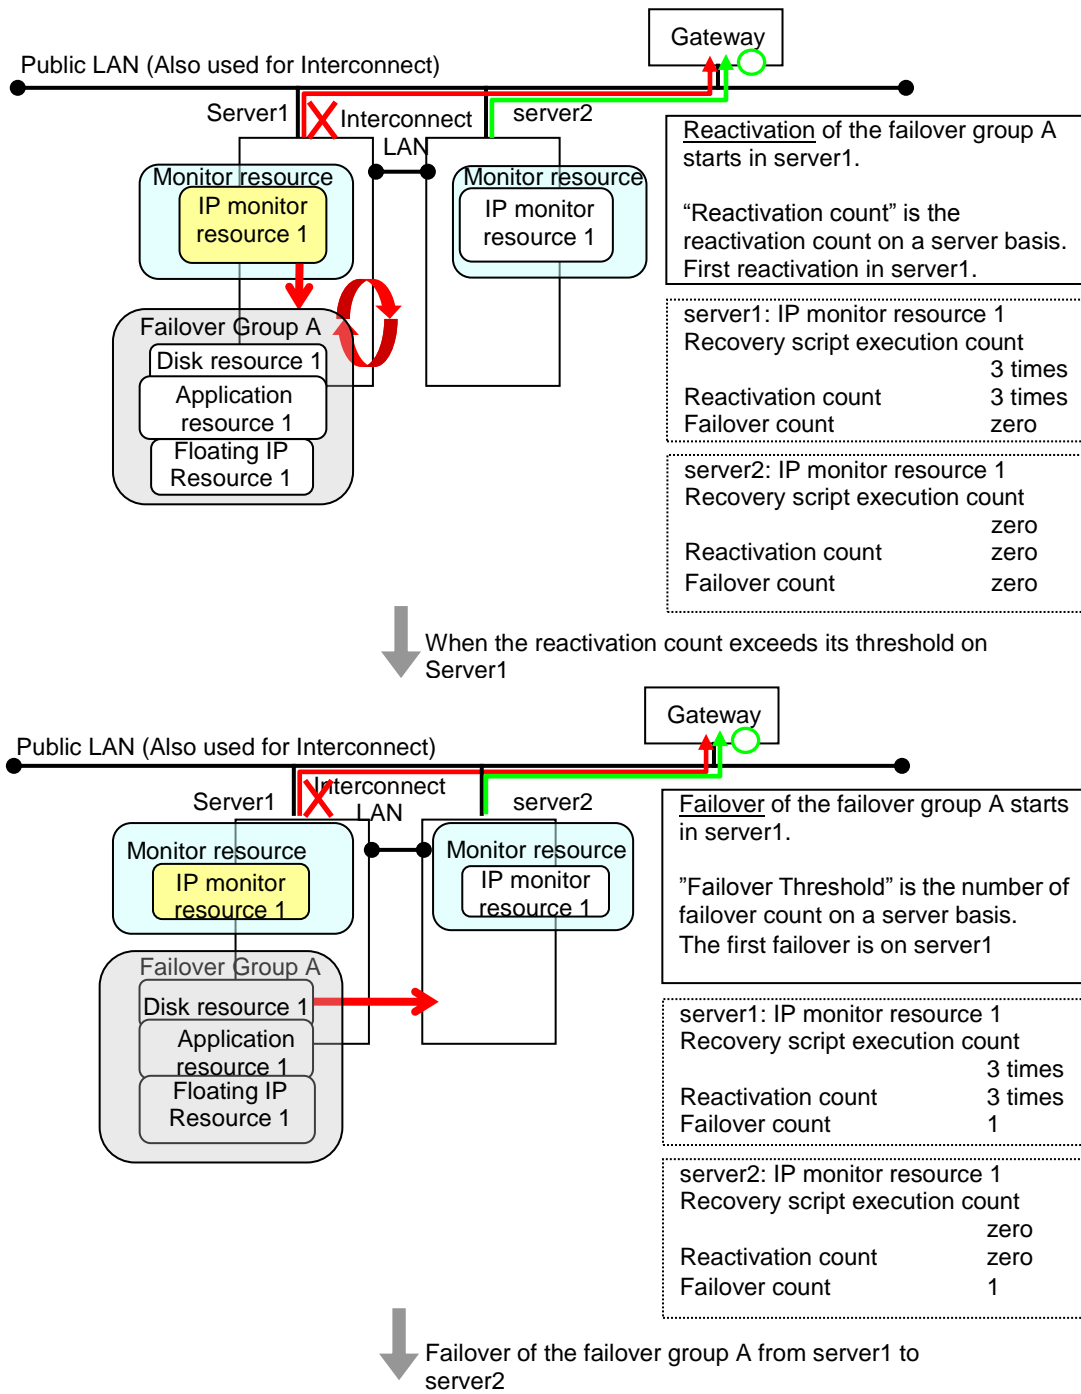 Gateway
Public LAN (Also used for Interconnect)
Server1
Interconnect
LAN
server2
Monitor resource
IP monitor
resource 1
Monitor resource
IP monitor
resource 1
Failover Group A
Disk resource 1
Application
resource 1
Floating IP
Resource 1
Reactivation of the failover group A
starts in server1.
“Reactivation count” is the
reactivation count on a server basis.
First reactivation in server1.
server1: IP monitor resource 1
Recovery script execution count
3 times
Reactivation count 3 times
Failover count zero
server2: IP monitor resource 1
Recovery script execution count
zero
Reactivation count zero
Failover count zero
When the reactivation count exceeds its threshold on
Server1
Gateway
Public LAN (Also used for Interconnect)
Server1
Interconnect
LAN
server2
Monitor resource
IP monitor
resource 1
Monitor resource
IP monitor
resource 1
Failover Group A
Disk resource 1
Application
resource 1
Floating IP
Resource 1
Failover of the failover group A starts
in server1.
”Failover Threshold” is the number of
failover count on a server basis.
The first failover is on server1
server1: IP monitor resource 1
Recovery script execution count
3 times
Reactivation count 3 times
Failover count 1
server2: IP monitor resource 1
Recovery script execution count
zero
Reactivation count zero
Failover count 1
Failover of the failover group A from server1 to
server2